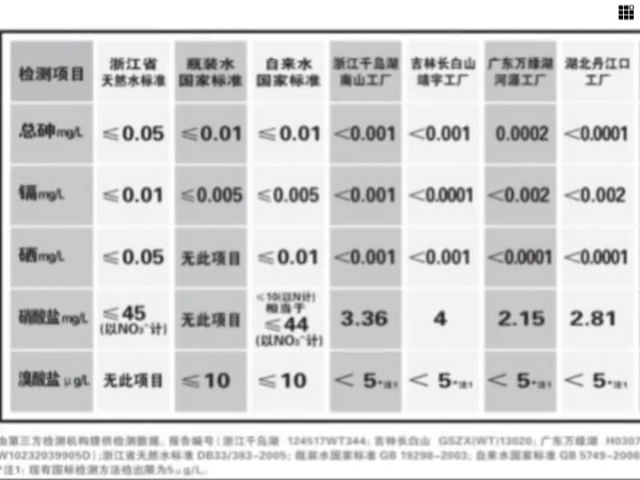 检测项目 浙江省天然水标准 瓶装水国家标准 自来水国家标准 浙江千岛湖南山工厂 吉林长白山靖宇工厂 广东万绿湖河源工厂 湖北丹江口工厂
总砷mg/L ≤0.05 ≤0.01 ≤0.01 <0.001 <0.001 0.0002 <0.0001
镉mg/L ≤0.01 ≤0.005 ≤0.005 <0.001 <0.0001 <0.002 <0.002
硒mg/L ≤0.05 无此项目 ≤0.01 <0.001 <0.001 <0.0001 <0.0001
硝酸盐mg/L ≤45(以NO₃⁻计) 无此项目 ≤10(以N计)相当于≤44(以NO₃⁻计) 3.36 4 2.15 2.81
溴酸盐μg/L 无此项目 ≤10 ≤10 <5*注1 <5*注1 <5*注1 <5*注1
由第三方检测机构提供检测数据, 报告编号(浙江千岛湖 124517WT344; 吉林长白山 GSZX(WT)13020; 广东万绿湖 H0307
W10232039905D);浙江省天然水标准 DB33/383-2005; 瓶装水国家标准 GB 19298-2003; 自来水国家标准 GB 5749-2006
*注1: 现有国标检测方法检出限为5μg/L.